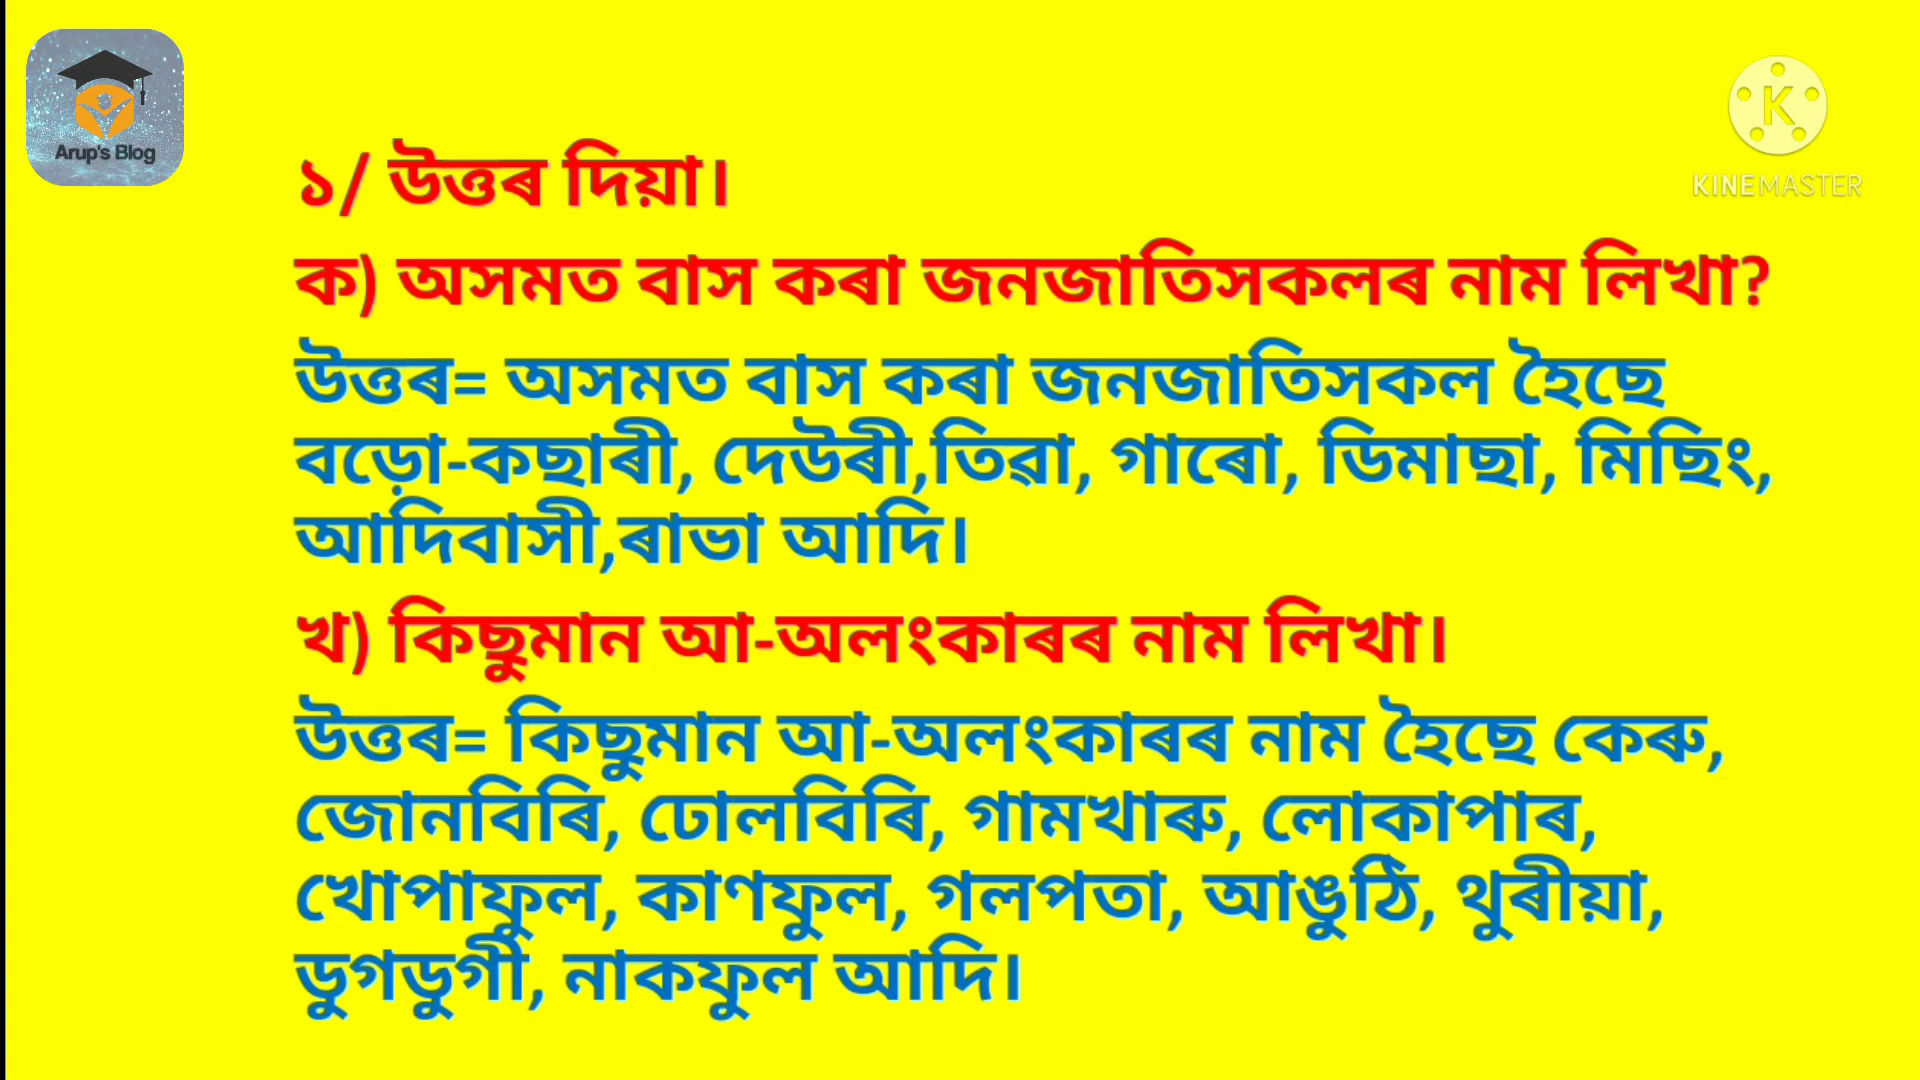 Arup's Blog
KINEMASTER
১/ উত্তৰ দিয়া।
ক) অসমত বাস কৰা জনজাতিসকলৰ নাম লিখা?
উত্তৰ= অসমত বাস কৰা জনজাতিসকল হৈছে
বড়ো-কছাৰী, দেউৰী,তিৱা, গাৰো, ডিমাছা, মিছিং,
আদিবাসী,ৰাভা আদি।
খ) কিছুমান আ-অলংকাৰৰ নাম লিখা।
উত্তৰ= কিছুমান আ-অলংকাৰৰ নাম হৈছে কেৰু,
জোনবিৰি, ঢোলবিৰি, গামখাৰু, লোকাপাৰ,
খোপাফুল, কাণফুল, গলপতা, আঙুঠি, থুৰীয়া,
ডুগডুগী, নাকফুল আদি।